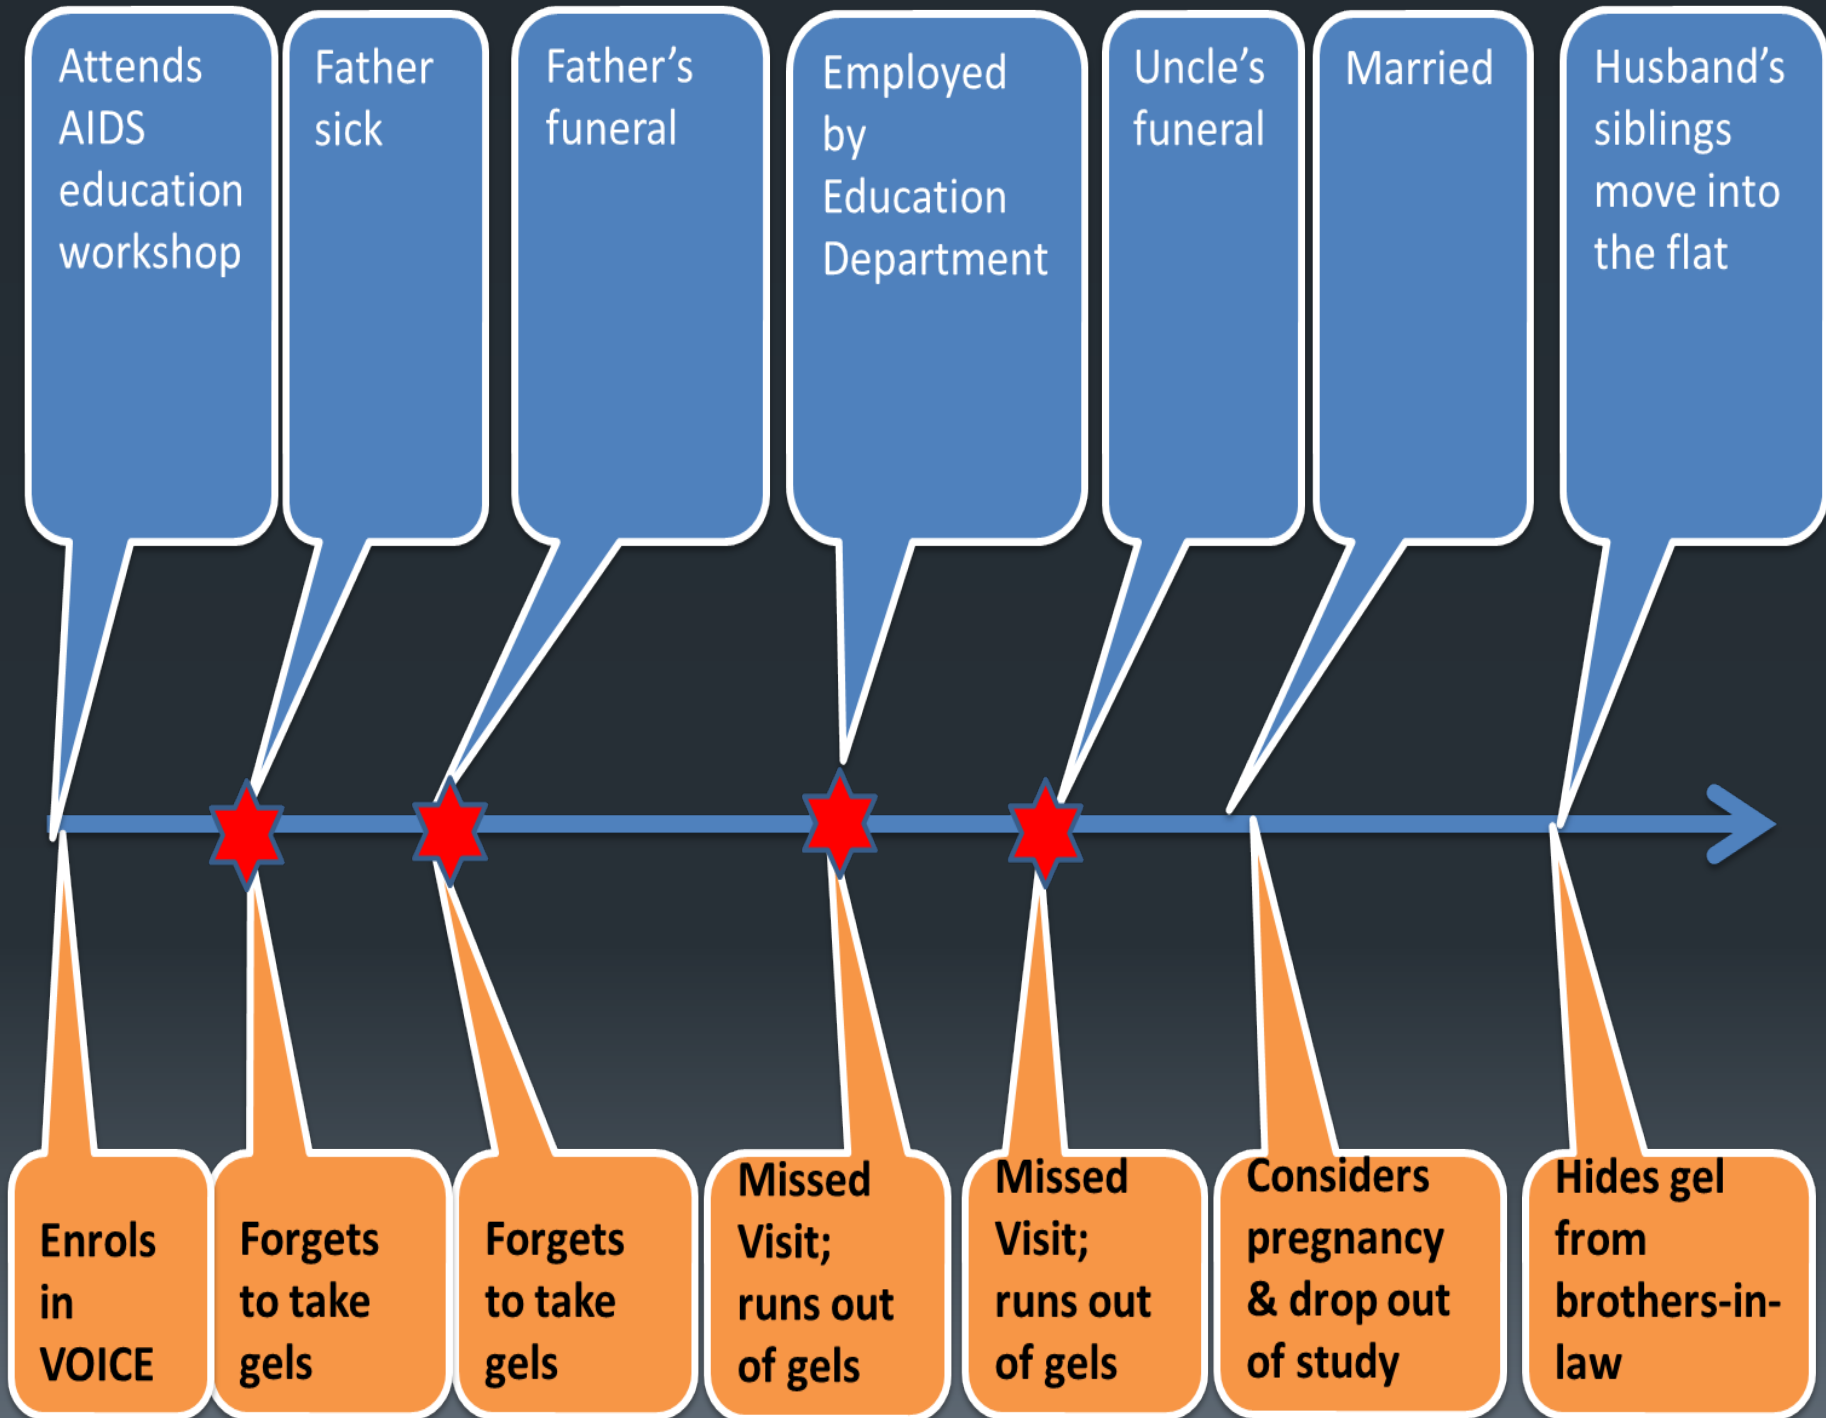 Attends
AIDS
education
workshop
Father
sick
Father’s
funeral
Employed
by
Education
Department
Uncle’s
funeral
Married
Husband’s
siblings
move into
the flat
Enrols
in
VOICE
Forgets
to take
gels
Forgets
to take
gels
Missed
Visit;
runs out
of gels
Missed
Visit;
runs out
of gels
Considers
pregnancy
& drop out
of study
Hides gel
from
brothers-in-
law